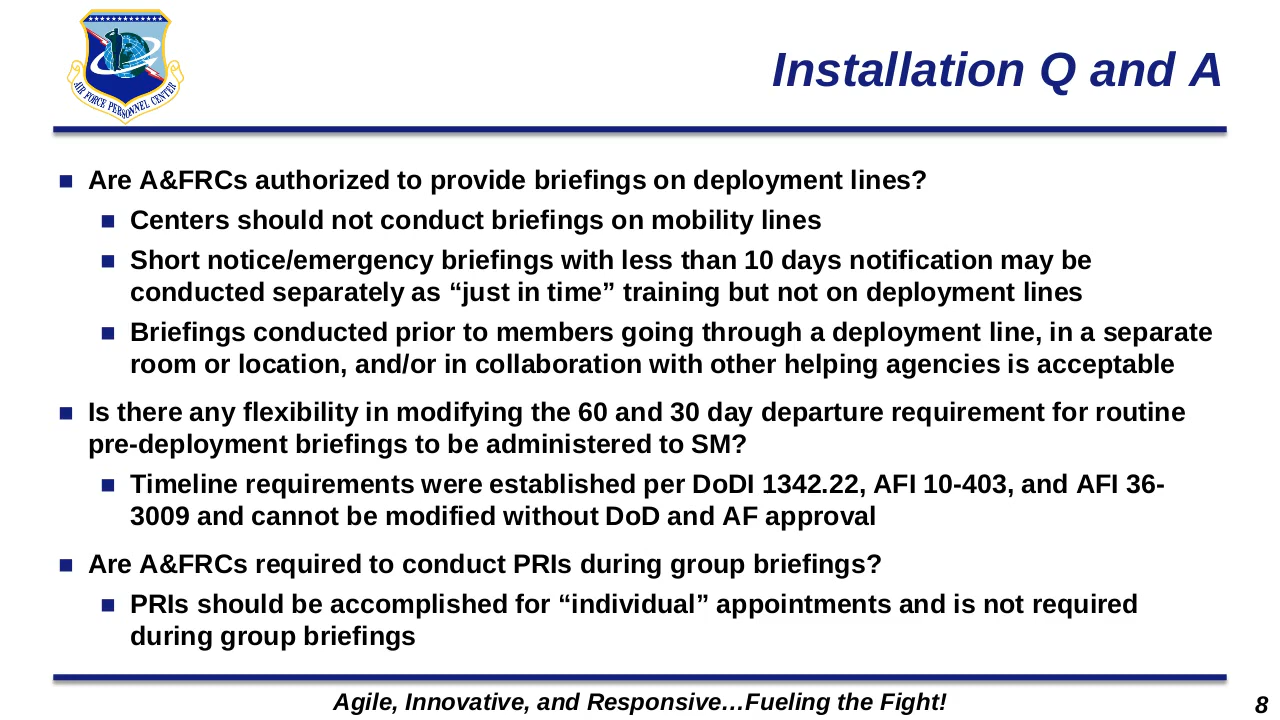 AIR FORCE PERSONNEL CENTER
Installation Q and A
Are A&FRCs authorized to provide briefings on deployment lines?
Centers should not conduct briefings on mobility lines
Short notice/emergency briefings with less than 10 days notification may be
conducted separately as “just in time” training but not on deployment lines
Briefings conducted prior to members going through a deployment line, in a separate
room or location, and/or in collaboration with other helping agencies is acceptable
Is there any flexibility in modifying the 60 and 30 day departure requirement for routine
pre-deployment briefings to be administered to SM?
Timeline requirements were established per DoDI 1342.22, AFI 10-403, and AFI 36-
3009 and cannot be modified without DoD and AF approval
Are A&FRCs required to conduct PRIs during group briefings?
PRIs should be accomplished for “individual” appointments and is not required
during group briefings
Agile, Innovative, and Responsive…Fueling the Fight!
8